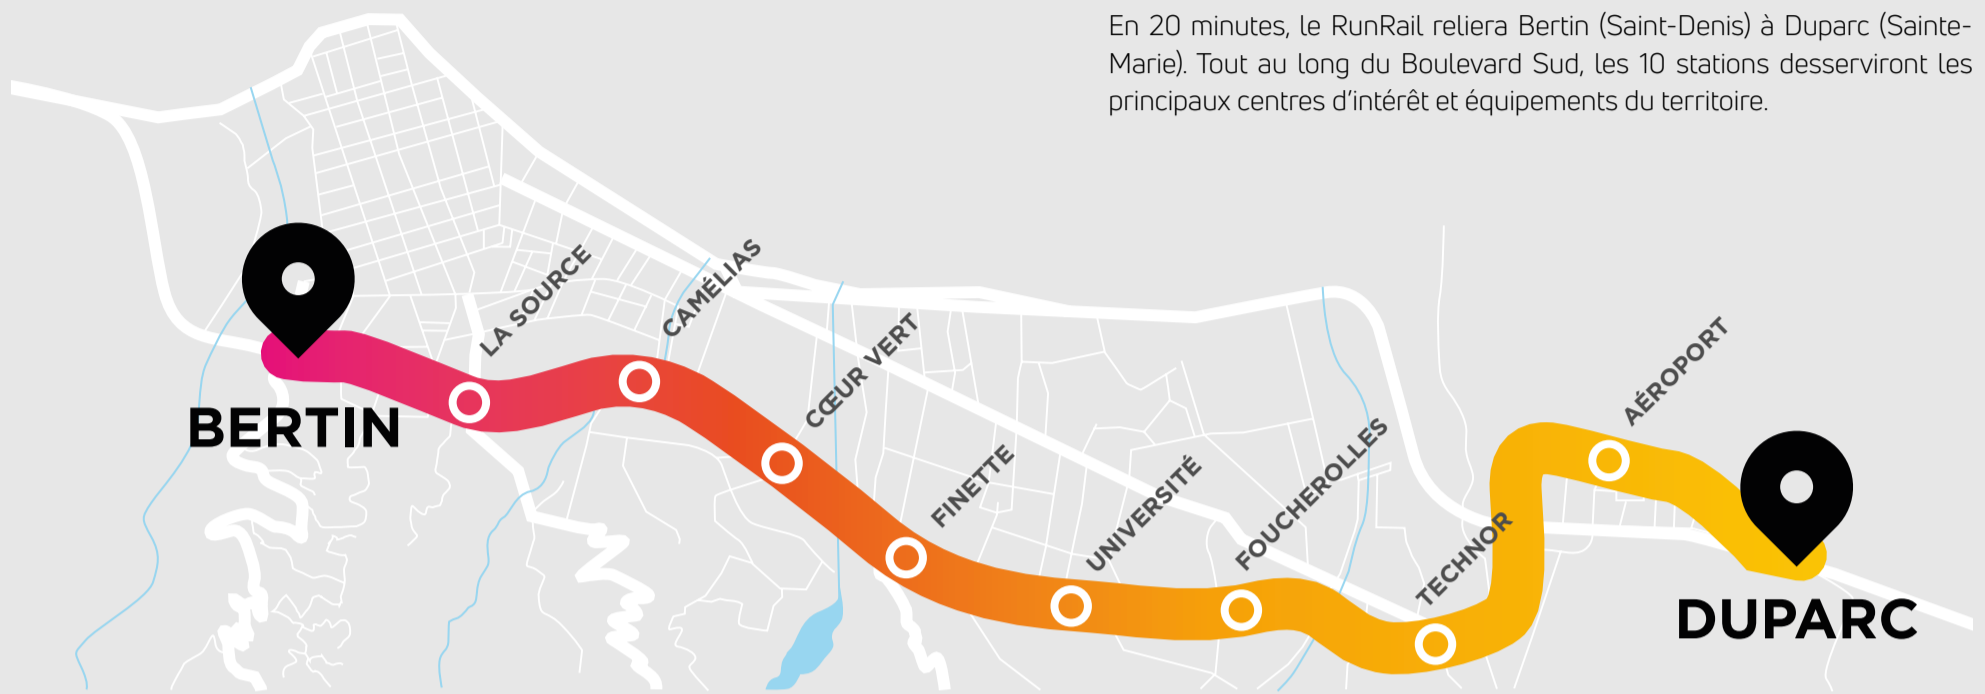 En 20 minutes, le RunRail reliera Bertin (Saint-Denis) à Duparc (Sainte-
Marie). Tout au long du Boulevard Sud, les 10 stations desserviront les
principaux centres d'intérêt et équipements du territoire.
BERTIN
LA SOURCE
CAMÉLIAS
CŒUR VERT
FINETTE
UNIVERSITÉ
FOUCHEROLLES
TECHNOR
AÉROPORT
DUPARC